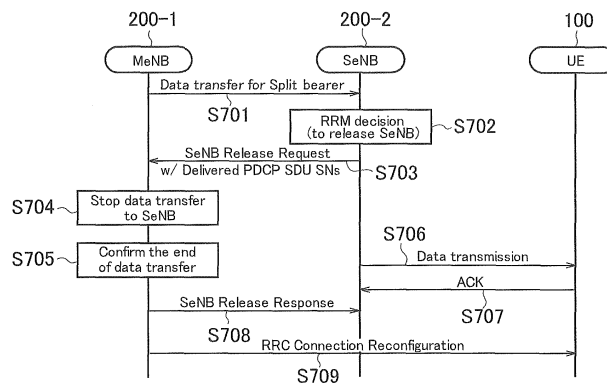 200-1
200-2
100
MeNB
SeNB
UE
Data transfer for Split bearer
S701
RRM decision
(to release SeNB)
S702
SeNB Release Request
w/ Delivered PDCP SDU SNs
S703
S704
Stop data transfer
to SeNB
S705
Confirm the end
of data transfer
S706
Data transmission
ACK
S707
SeNB Release Response
S708
RRC Connection Reconfiguration
S709